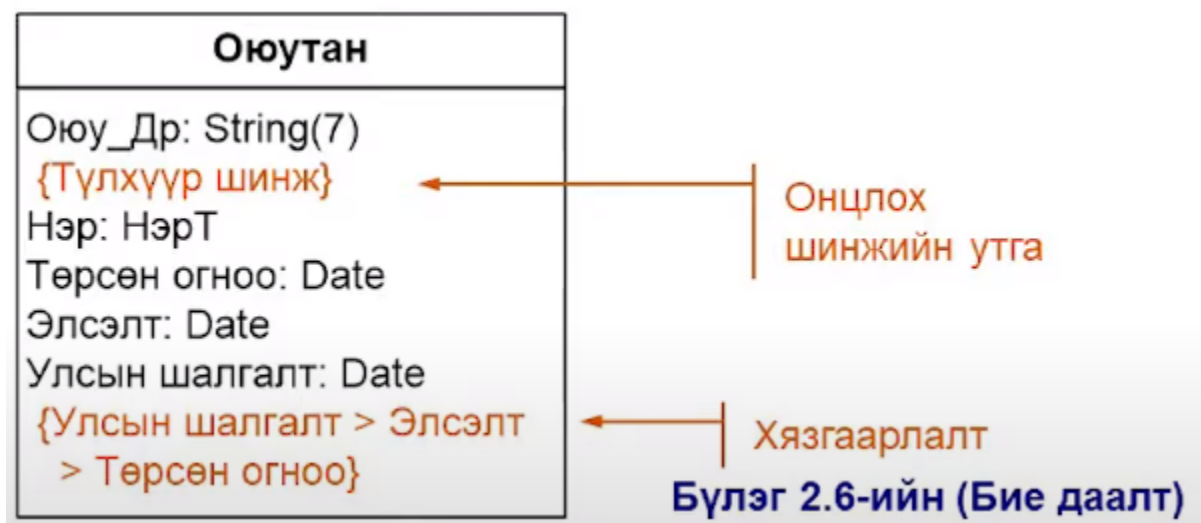 Оюутан
Оюу_Др: String(7)
{Түлхүүр шинж}
Нэр: НэрТ
Төрсөн огноо: Date
Элсэлт: Date
Улсын шалгалт: Date
{Улсын шалгалт > Элсэлт
> Төрсөн огноо}
Онцлох
шинжийн утга
Хязгаарлалт
Бүлэг 2.6-ийн (Бие даалт)